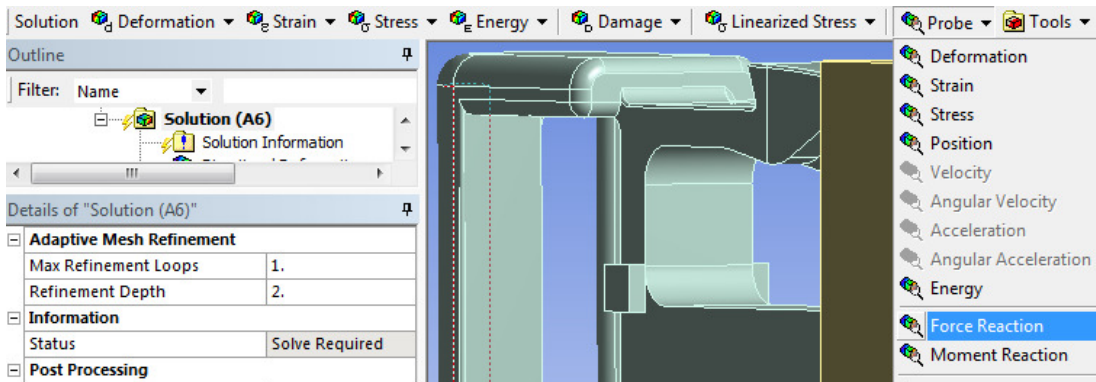 Solution Deformation Strain Stress Energy Damage Linearized Stress Probe Tools
Outline
Filter: Name
Solution (A6)
Solution Information
Details of "Solution (A6)"
Adaptive Mesh Refinement
Max Refinement Loops 1.
Refinement Depth 2.
Information
Status Solve Required
Post Processing
Deformation
Strain
Stress
Position
Velocity
Angular Velocity
Acceleration
Angular Acceleration
Energy
Force Reaction
Moment Reaction